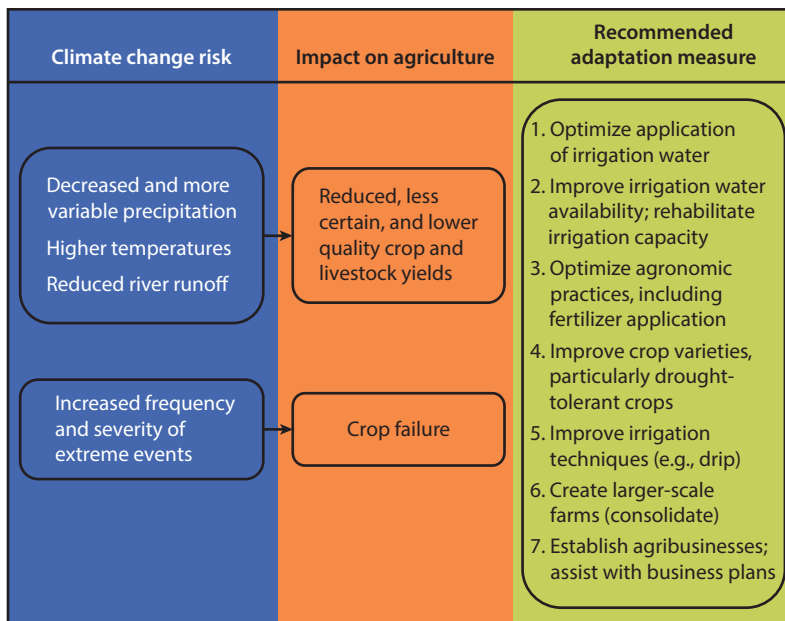 Climate change risk
Impact on agriculture
Recommended
adaptation measure
Decreased and more
variable precipitation
Higher temperatures
Reduced river runoff
Reduced, less
certain, and lower
quality crop and
livestock yields
Increased frequency
and severity of
extreme events
Crop failure
1. Optimize application
of irrigation water
2. Improve irrigation water
availability; rehabilitate
irrigation capacity
3. Optimize agronomic
practices, including
fertilizer application
4. Improve crop varieties,
particularly drought-
tolerant crops
5. Improve irrigation
techniques (e.g., drip)
6. Create larger-scale
farms (consolidate)
7. Establish agribusinesses;
assist with business plans